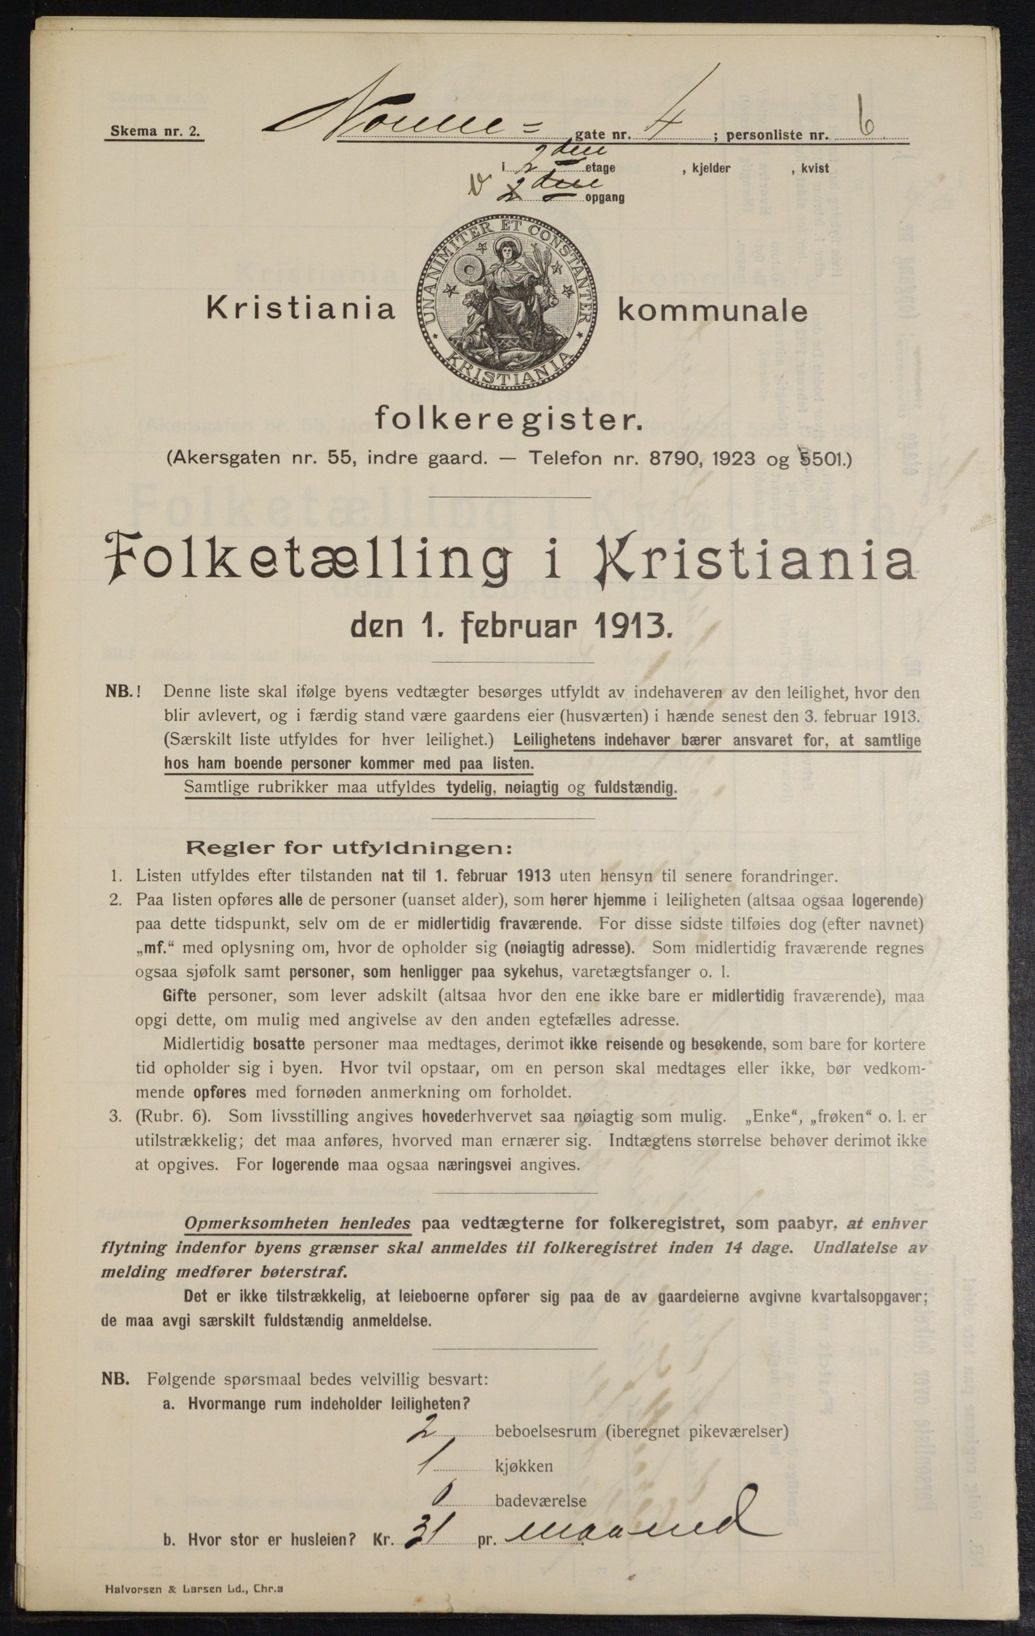 Skema nr. 2.
Nonne= gate nr. 4 ; personliste nr. 6
i 2den etage , kjelder , kvist
v 2den opgang
UNANIMITER ET CONSTANTER
KRISTIANIA
Kristiania kommunale
folkeregister.
(Akersgaten nr. 55, indre gaard. — Telefon nr. 8790, 1923 og 5501.)
Folketælling i Kristiania
den 1. februar 1913.
NB.! Denne liste skal ifølge byens vedtægter besørges utfyldt av indehaveren av den leilighet, hvor den
blir avlevert, og i færdig stand være gaardens eier (husværten) i hænde senest den 3. februar 1913.
(Særskilt liste utfyldes for hver leilighet.) Leilighetens indehaver bærer ansvaret for, at samtlige
hos ham boende personer kommer med paa listen.
Samtlige rubrikker maa utfyldes tydelig, nøiagtig og fuldstændig.
Regler for utfyldningen:
1. Listen utfyldes efter tilstanden nat til 1. februar 1913 uten hensyn til senere forandringer.
2. Paa listen opføres alle de personer (uanset alder), som hører hjemme i leiligheten (altsaa ogsaa logerende)
paa dette tidspunkt, selv om de er midlertidig fraværende. For disse sidste tilføies dog (efter navnet)
„mf.“ med oplysning om, hvor de opholder sig (nøiagtig adresse). Som midlertidig fraværende regnes
ogsaa sjøfolk samt personer, som henligger paa sykehus, varetægtsfanger o. l.
Gifte personer, som lever adskilt (altsaa hvor den ene ikke bare er midlertidig fraværende), maa
opgi dette, om mulig med angivelse av den anden egtefælles adresse.
Midlertidig bosatte personer maa medtages, derimot ikke reisende og besøkende, som bare for kortere
tid opholder sig i byen. Hvor tvil opstaar, om en person skal medtages eller ikke, bør vedkom-
mende opføres med fornøden anmerkning om forholdet.
3. (Rubr. 6). Som livsstilling angives hovederhvervet saa nøiagtig som mulig. „Enke“, „frøken“ o. l. er
utilstrækkelig; det maa anføres, hvorved man ernærer sig. Indtægtens størrelse behøver derimot ikke
at opgives. For logerende maa ogsaa næringsvei angives.
Opmerksomheten henledes paa vedtægterne for folkeregistret, som paabyr, at enhver
flytning indenfor byens grænser skal anmeldes til folkeregistret inden 14 dage. Undlatelse av
melding medfører bøterstraf.
Det er ikke tilstrækkelig, at leieboerne opfører sig paa de av gaardeierne avgivne kvartalsopgaver;
de maa avgi særskilt fuldstændig anmeldelse.
NB. Følgende spørsmaal bedes velvillig besvart:
a. Hvormange rum indeholder leiligheten?
2 beboelsesrum (iberegnet pikeværelser)
1 kjøkken
0 badeværelse
b. Hvor stor er husleien? Kr. 31 pr. maaned
Halvorsen & Larsen Ld., Chr.a